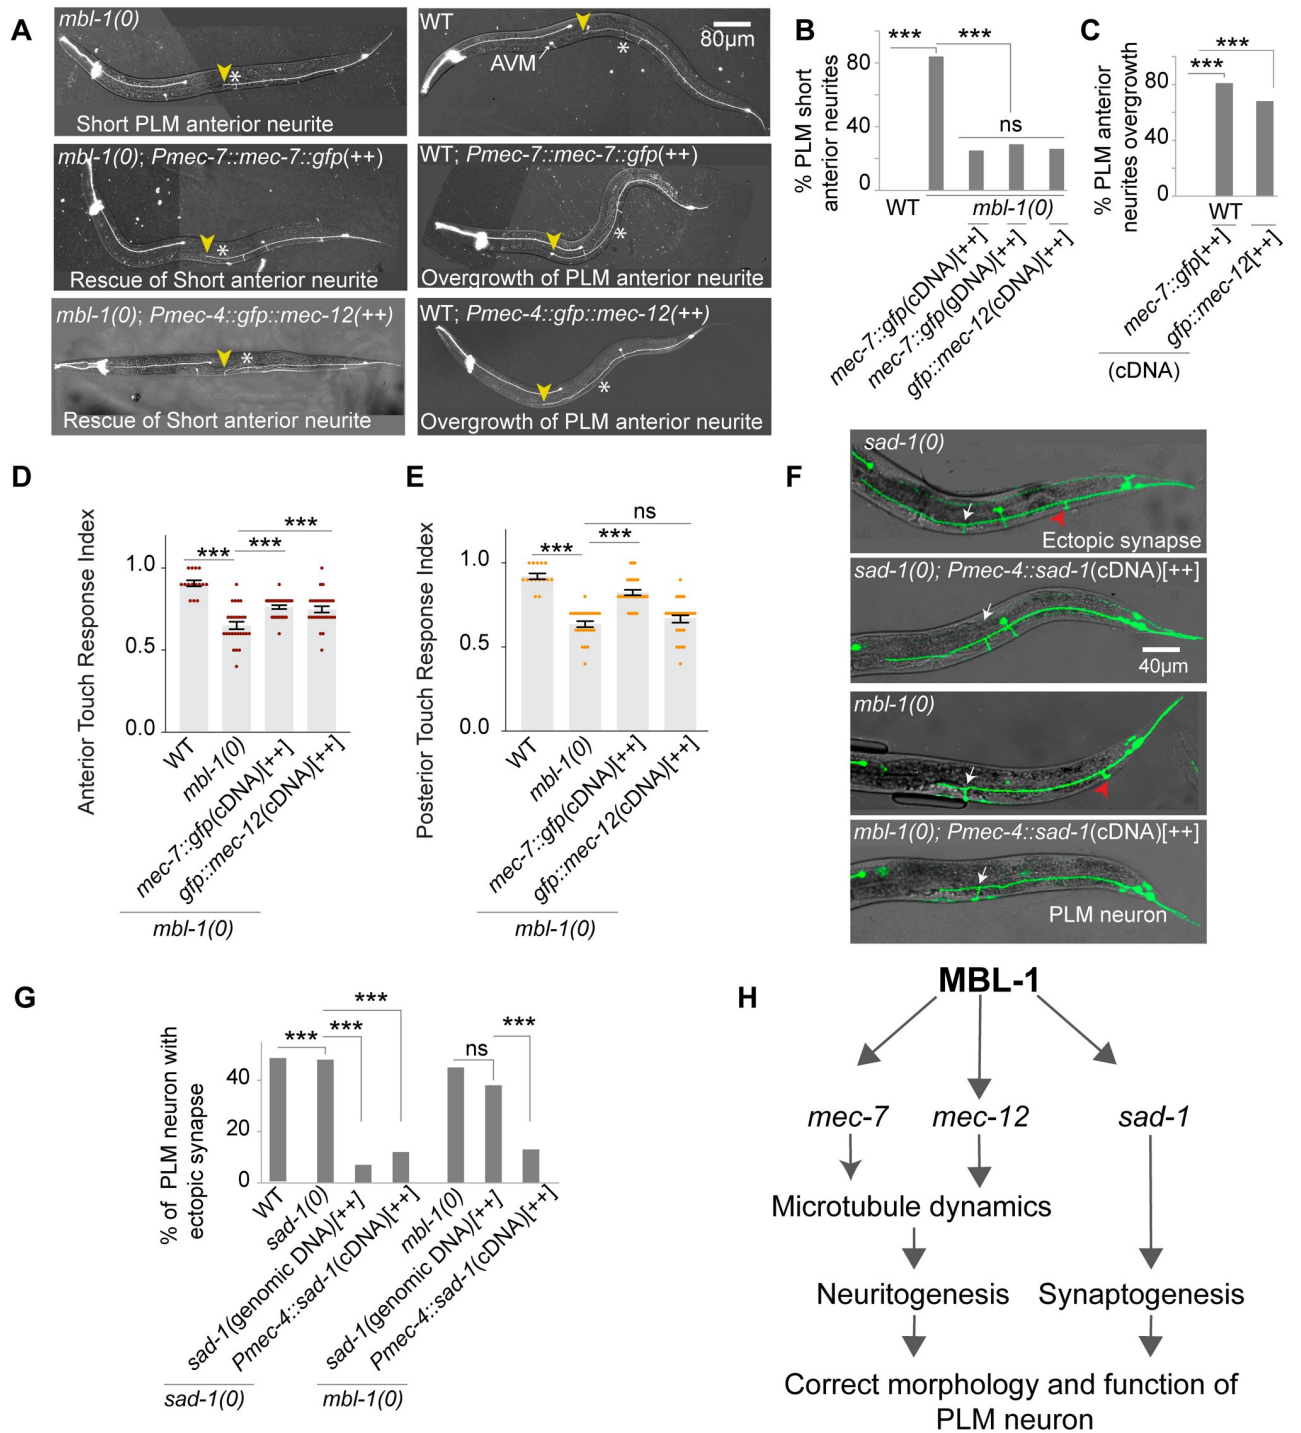 A
mbl-1(0)
Short PLM anterior neurite
WT
AVM
80µm
mbl-1(0); Pmec-7::mec-7::gfp(++)
Rescue of Short anterior neurite
WT; Pmec-7::mec-7::gfp(++)
Overgrowth of PLM anterior neurite
mbl-1(0); Pmec-4::gfp::mec-12(++)
Rescue of Short anterior neurite
WT; Pmec-4::gfp::mec-12(++)
Overgrowth of PLM anterior neurite
*
*
*
*
*
*
B
% PLM short
anterior neurites
80
40
0
***
***
ns
WT
mbl-1(0)
mec-7::gfp(cDNA)[++]
mec-7::gfp(gDNA)[++]
gfp::mec-12(cDNA)[++]
C
% PLM anterior
neurites overgrowth
80
40
0
***
***
WT
mec-7::gfp[++]
gfp::mec-12[++]
(cDNA)
D
Anterior Touch Response Index
1.0
0.5
0.0
***
***
***
WT
mbl-1(0)
mec-7::gfp(cDNA)[++]
gfp::mec-12(cDNA)[++]
mbl-1(0)
E
Posterior Touch Response Index
1.0
0.5
0.0
***
***
ns
WT
mbl-1(0)
mec-7::gfp(cDNA)[++]
gfp::mec-12(cDNA)[++]
mbl-1(0)
F
sad-1(0)
Ectopic synapse
sad-1(0); Pmec-4::sad-1(cDNA)[++]
40µm
mbl-1(0)
mbl-1(0); Pmec-4::sad-1(cDNA)[++]
PLM neuron
G
% of PLM neuron with
ectopic synapse
40
20
0
***
***
***
ns
***
WT
sad-1(0)
sad-1(genomic DNA)[++]
Pmec-4::sad-1(cDNA)[++]
mbl-1(0)
sad-1(genomic DNA)[++]
Pmec-4::sad-1(cDNA)[++]
sad-1(0)
mbl-1(0)
H
MBL-1
mec-7 mec-12 sad-1
Microtubule dynamics
Neuritogenesis Synaptogenesis
Correct morphology and function of
PLM neuron